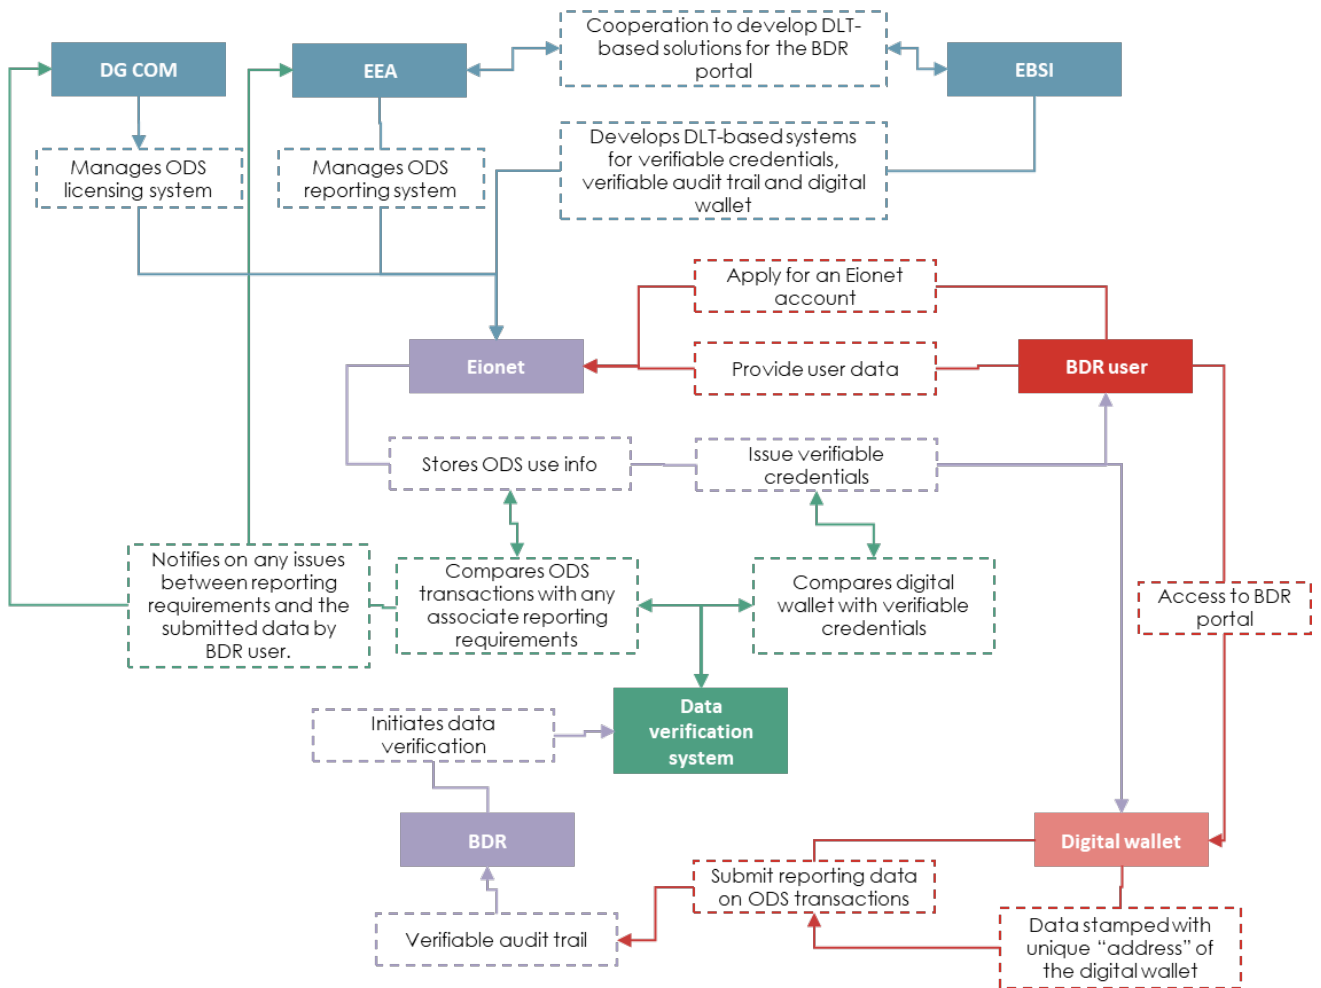 Cooperation to develop DLT-
based solutions for the BDR
portal
DG COM
EEA
EBSI
Manages ODS
licensing system
Manages ODS
reporting system
Develops DLT-based systems
for verifiable credentials,
verifiable audit trail and digital
wallet
Apply for an Eionet
account
Eionet
Provide user data
BDR user
Stores ODS use info
Issue verifiable
credentials
Notifies on any issues
between reporting
requirements and the
submitted data by
BDR user.
Compares ODS
transactions with any
associate reporting
requirements
Compares digital
wallet with verifiable
credentials
Access to BDR
portal
Initiates data
verification
Data
verification
system
BDR
Digital wallet
Submit reporting data
on ODS transactions
Verifiable audit trail
Data stamped with
unique “address” of
the digital wallet